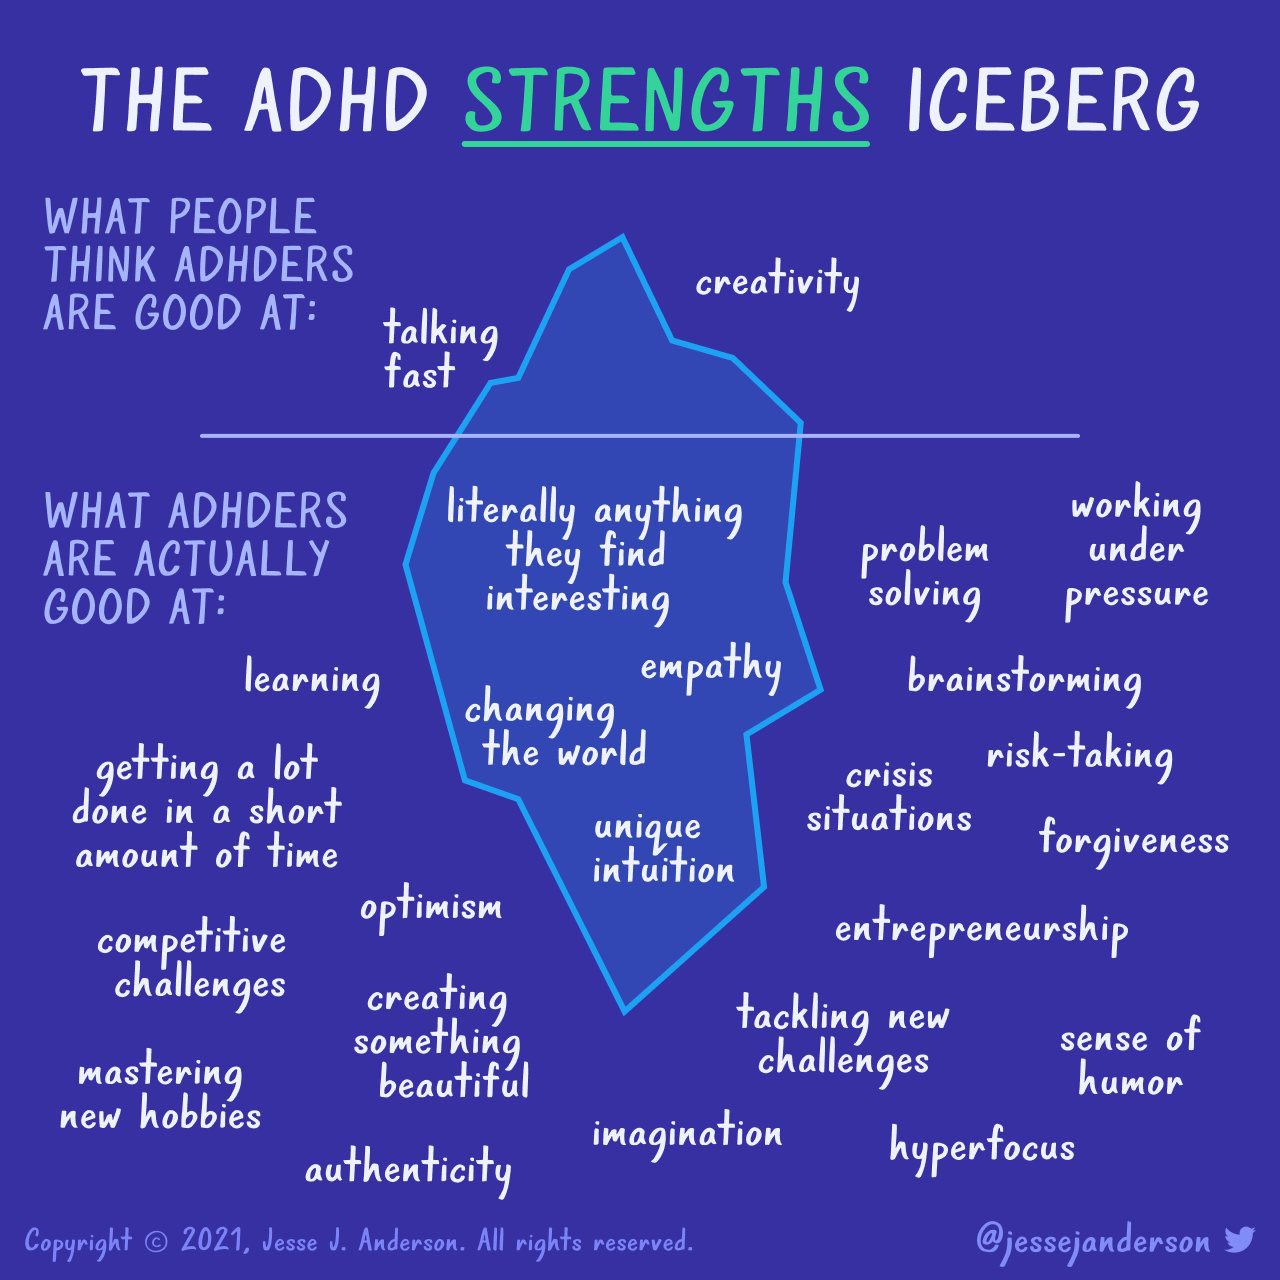 THE ADHD STRENGTHS ICEBERG
WHAT PEOPLE
THINK ADHDERS
ARE GOOD AT:
talking
fast
creativity
WHAT ADHDERS
ARE ACTUALLY
GOOD AT:
literally anything
they find
interesting
problem
solving
working
under
pressure
learning
empathy
brainstorming
changing
the world
getting a lot
done in a short
amount of time
crisis
situations
risk-taking
unique
intuition
forgiveness
optimism
competitive
challenges
entrepreneurship
creating
something
beautiful
tackling new
challenges
sense of
humor
mastering
new hobbies
imagination
hyperfocus
authenticity
Copyright © 2021, Jesse J. Anderson. All rights reserved.
@jessejanderson